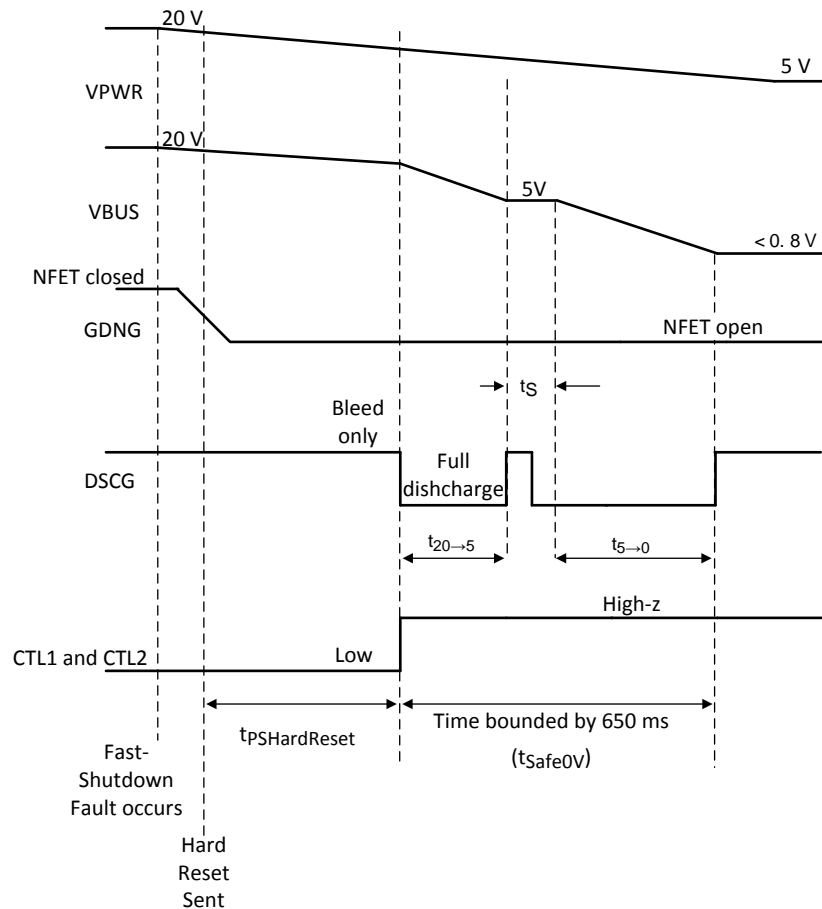 20 V
5 V
VPWR
20 V
5V
VBUS
< 0. 8 V
NFET closed
GDNG
NFET open
tS
Bleed
only
Full
dishcharge
DSCG
t20→5
t5→0
High-z
CTL1 and CTL2
Low
tPSHardReset
Time bounded by 650 ms
(tSafe0V)
Fast-
Shutdown
Fault occurs
Hard
Reset
Sent